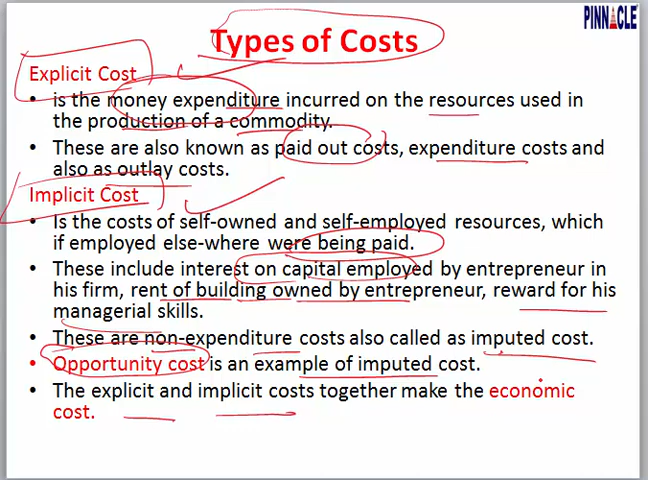 PINNACLE
Types of Costs
Explicit Cost
• is the money expenditure incurred on the resources used in
the production of a commodity.
• These are also known as paid out costs, expenditure costs and
also as outlay costs.
Implicit Cost
• Is the costs of self-owned and self-employed resources, which
if employed else-where were being paid.
• These include interest on capital employed by entrepreneur in
his firm, rent of building owned by entrepreneur, reward for his
managerial skills.
• These are non-expenditure costs also called as imputed cost.
• Opportunity cost is an example of imputed cost.
• The explicit and implicit costs together make the economic
cost.